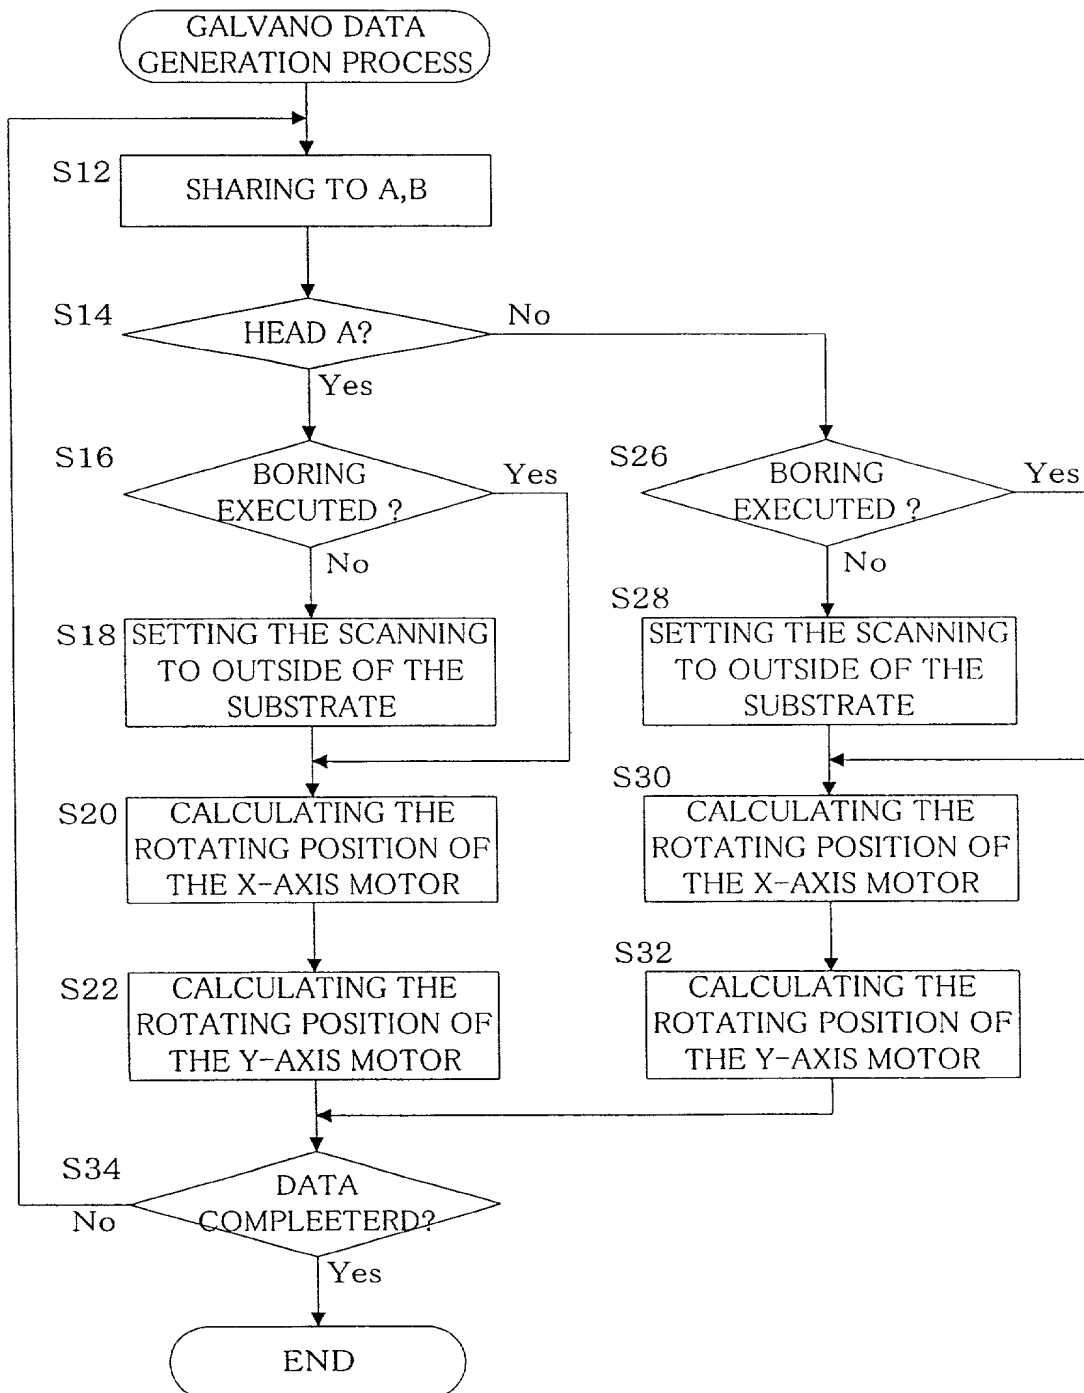 GALVANO DATA
GENERATION PROCESS
S12
SHARING TO A,B
S14
HEAD A?
No
Yes
S16
BORING
EXECUTED ?
Yes
No
S26
BORING
EXECUTED ?
Yes
No
S18
SETTING THE SCANNING
TO OUTSIDE OF THE
SUBSTRATE
S28
SETTING THE SCANNING
TO OUTSIDE OF THE
SUBSTRATE
S20
CALCULATING THE
ROTATING POSITION OF
THE X-AXIS MOTOR
S30
CALCULATING THE
ROTATING POSITION OF
THE X-AXIS MOTOR
S22
CALCULATING THE
ROTATING POSITION OF
THE Y-AXIS MOTOR
S32
CALCULATING THE
ROTATING POSITION OF
THE Y-AXIS MOTOR
S34
DATA
COMPLEETERD?
No
Yes
END